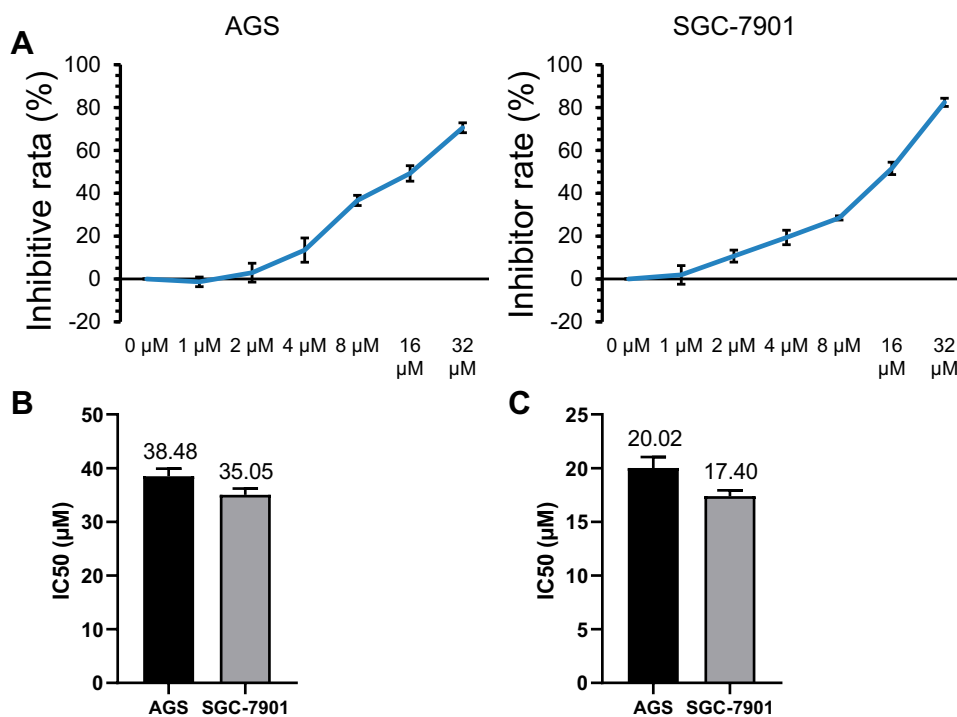 A
AGS
SGC-7901
Inhibitive rata (%)
100
80
60
40
20
0
-20
0 µM 1 µM 2 µM 4 µM 8 µM 16 µM 32 µM
Inhibitor rate (%)
100
80
60
40
20
0
-20
0 µM 1 µM 2 µM 4 µM 8 µM 16 µM 32 µM
B
IC50 (µM)
50
40
30
40
10
0
38.48
35.05
AGS SGC-7901
C
IC50 (µM)
25
20
15
10
5
0
20.02
17.40
AGS SGC-7901